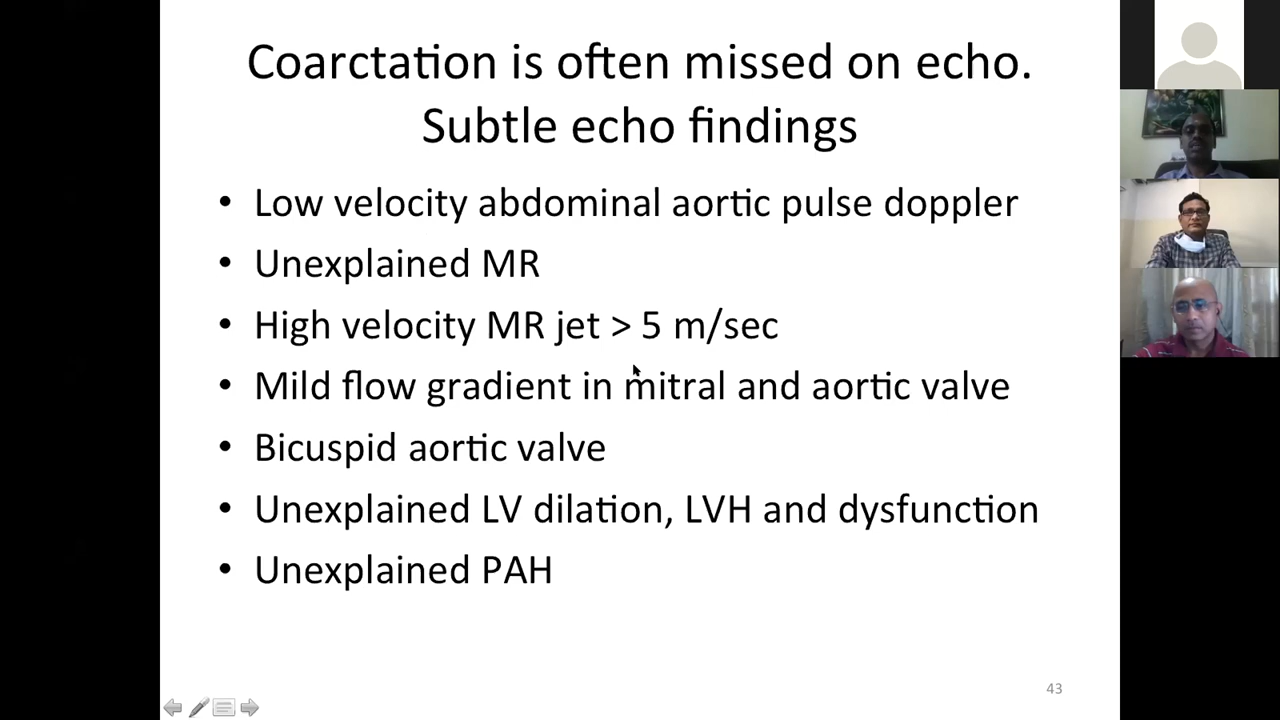 Coarctation is often missed on echo.
Subtle echo findings
• Low velocity abdominal aortic pulse doppler
• Unexplained MR
• High velocity MR jet > 5 m/sec
• Mild flow gradient in mitral and aortic valve
• Bicuspid aortic valve
• Unexplained LV dilation, LVH and dysfunction
• Unexplained PAH
43